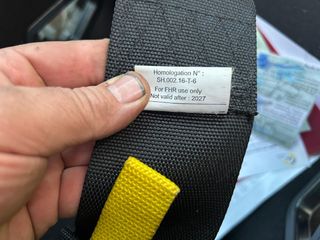 Homologation N° :
SH.002.16-T-6
For FHR use only
Not valid after : 2027